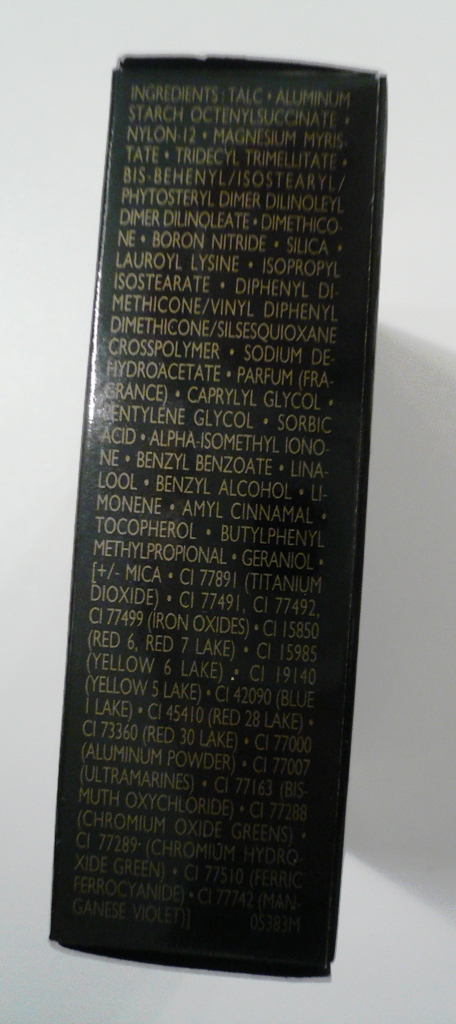 INGREDIENTS : TALC • ALUMINUM
STARCH OCTENYLSUCCINATE •
NYLON-12 • MAGNESIUM MYRIS-
TATE • TRIDECYL TRIMELLITATE •
BIS-BEHENYL/ISOSTEARYL/
PHYTOSTERYL DIMER DILINOLEYL
DIMER DILINOLEATE • DIMETHICO-
NE • BORON NITRIDE • SILICA •
LAUROYL LYSINE • ISOPROPYL
ISOSTEARATE • DIPHENYL DI-
METHICONE/VINYL DIPHENYL
DIMETHICONE/SILSESQUIOXANE
CROSSPOLYMER • SODIUM DE-
HYDROACETATE • PARFUM (FRA-
GRANCE) • CAPRYLYL GLYCOL •
PENTYLENE GLYCOL • SORBIC
ACID • ALPHA-ISOMETHYL IONO-
NE • BENZYL BENZOATE • LINA-
LOOL • BENZYL ALCOHOL • LI-
MONENE • AMYL CINNAMAL •
TOCOPHEROL • BUTYLPHENYL
METHYLPROPIONAL • GERANIOL •
[+/- MICA • CI 77891 (TITANIUM
DIOXIDE) • CI 77491, CI 77492,
CI 77499 (IRON OXIDES) • CI 15850
(RED 6, RED 7 LAKE) • CI 15985
(YELLOW 6 LAKE) • CI 19140
(YELLOW 5 LAKE) • CI 42090 (BLUE
1 LAKE) • CI 45410 (RED 28 LAKE) •
CI 73360 (RED 30 LAKE) • CI 77000
(ALUMINUM POWDER) • CI 77007
(ULTRAMARINES) • CI 77163 (BIS-
MUTH OXYCHLORIDE) • CI 77288
(CHROMIUM OXIDE GREENS) •
CI 77289 (CHROMIUM HYDRO-
XIDE GREEN) • CI 77510 (FERRIC
FERROCYANIDE) • CI 77742 (MAN-
GANESE VIOLET)] 05383M